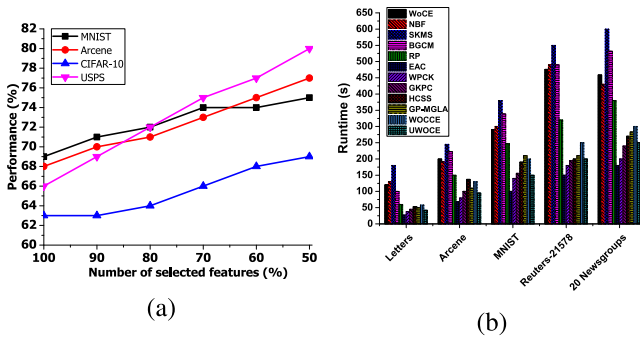 (a)
MNIST
Arcene
CIFAR-10
USPS
Performance (%)
82
80
78
76
74
72
70
68
66
64
62
60
100 90 80 70 60 50
Number of selected features (%)
(a)
(b)
WoCE
NBF
SKMS
BGCM
RP
EAC
WPCK
GKPC
HCSS
GP-MGLA
WOCCE
UWOCE
Runtime (s)
650
600
550
500
450
400
350
300
250
200
150
100
50
0
Letters
Arcene
MNIST
Reuters-21578
20 Newsgroups
(b)